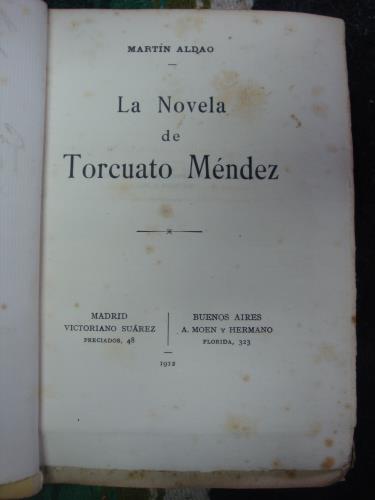 MARTÍN ALDAO
La Novela
de
Torcuato Méndez
MADRID
VICTORIANO SUÁREZ
PRECIADOS, 48
BUENOS AIRES
A. MOEN Y HERMANO
FLORIDA, 323
1912